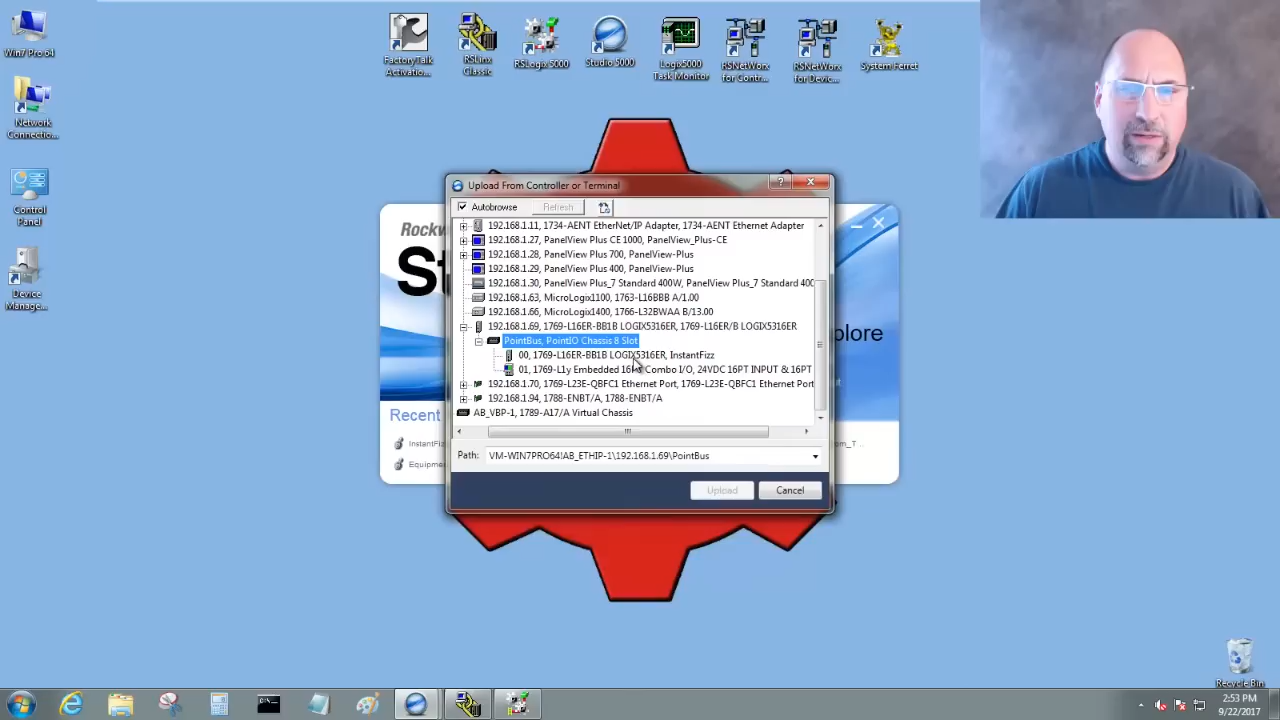 Win7 Pro 64
Network
Connectio...
Control
Panel
Device
Manage...
FactoryTalk
Activatio...
RSLinx
Classic
RSLogix 5000
Studio 5000
Logix5000
Task Monitor
RSNetWorx
for Contr...
RSNetWorx
for Devic...
System Ferret
Rockw
St
plore
Recent
InstantFiz
Equipme
Upload From Controller or Terminal
Autobrowse
Refresh
192.168.1.11, 1734-AENT EtherNet/IP Adapter, 1734-AENT Ethernet Adapter
192.168.1.27, PanelView Plus CE 1000, PanelView_Plus-CE
192.168.1.28, PanelView Plus 700, PanelView-Plus
192.168.1.29, PanelView Plus 400, PanelView-Plus
192.168.1.30, PanelView Plus_7 Standard 400W, PanelView Plus_7 Standard 400
192.168.1.63, MicroLogix1100, 1763-L16BBB A/1.00
192.168.1.66, MicroLogix1400, 1766-L32BWAA B/13.00
192.168.1.69, 1769-L16ER-BB1B LOGIX5316ER, 1769-L16ER/B LOGIX5316ER
PointBus, PointIO Chassis 8 Slot
00, 1769-L16ER-BB1B LOGIX5316ER, InstantFizz
01, 1769-L1y Embedded 16 Combo I/O, 24VDC 16PT INPUT & 16PT
192.168.1.70, 1769-L23E-QBFC1 Ethernet Port, 1769-L23E-QBFC1 Ethernet Port
192.168.1.94, 1788-ENBT/A, 1788-ENBT/A
AB_VBP-1, 1789-A17/A Virtual Chassis
Path: VM-WIN7PRO64!AB_ETHIP-1\192.168.1.69\PointBus
Upload
Cancel
Recycle Bin
2:53 PM
9/22/2017